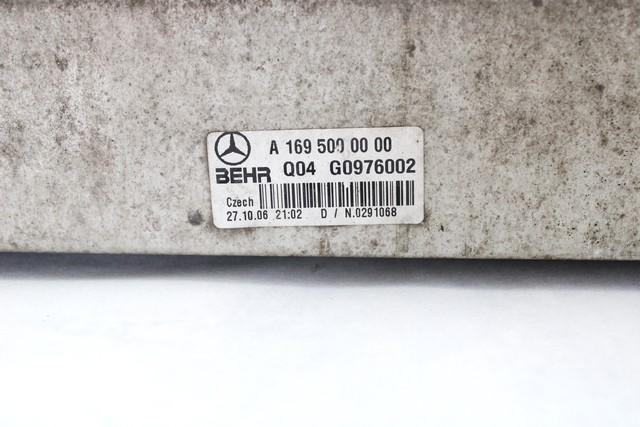 A 169 500 00 00
BEHR Q04 G0976002
Czech
27.10.06 21:02 D / N.0291068